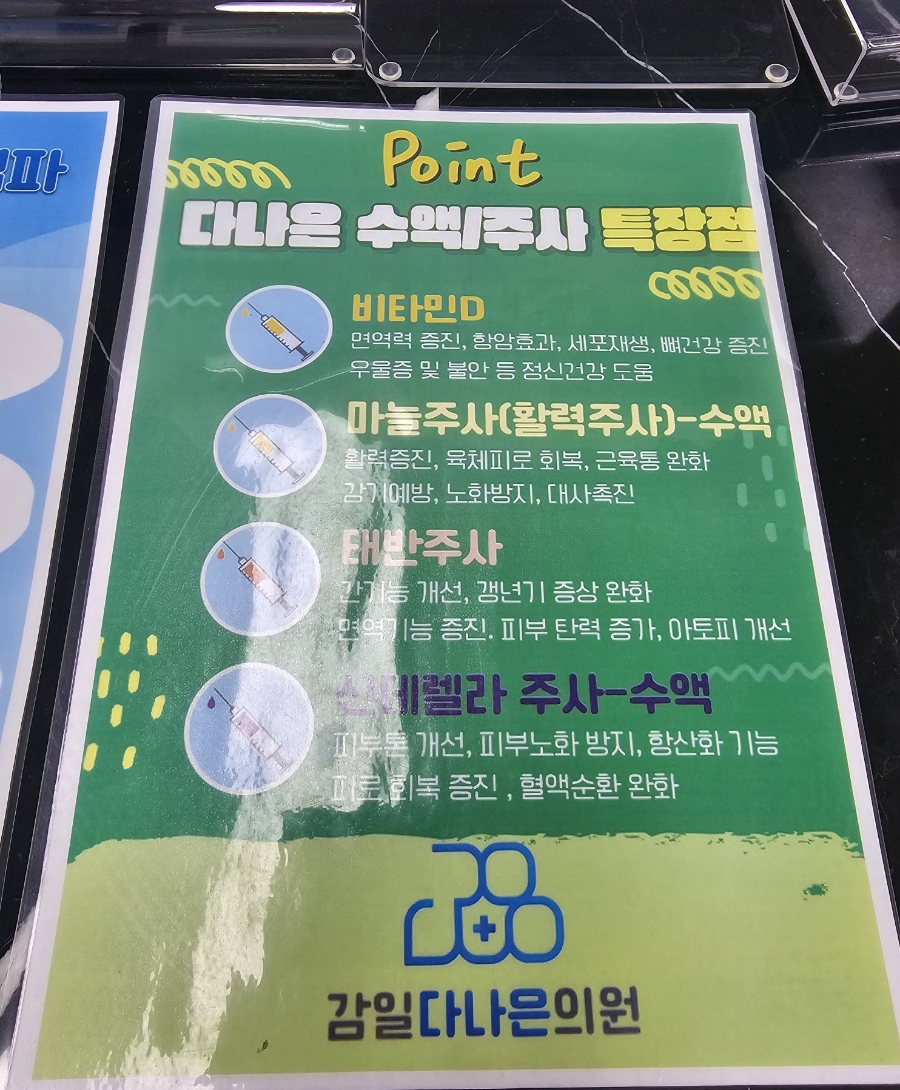 Point
다나은 수액/주사 특장점
비타민D
면역력 증진, 항암효과, 세포재생, 뼈건강 증진
우울증 및 불안 등 정신건강 도움
마늘주사(활력주사)-수액
활력증진, 육체피로 회복, 근육통 완화
감기예방, 노화방지, 대사촉진
태반주사
간기능 개선, 갱년기 증상 완화
면역기능 증진. 피부 탄력 증가, 아토피 개선
신데렐라 주사-수액
피부톤 개선, 피부노화 방지, 항산화 기능
피로 회복 증진 , 혈액순환 완화
감일다나은의원